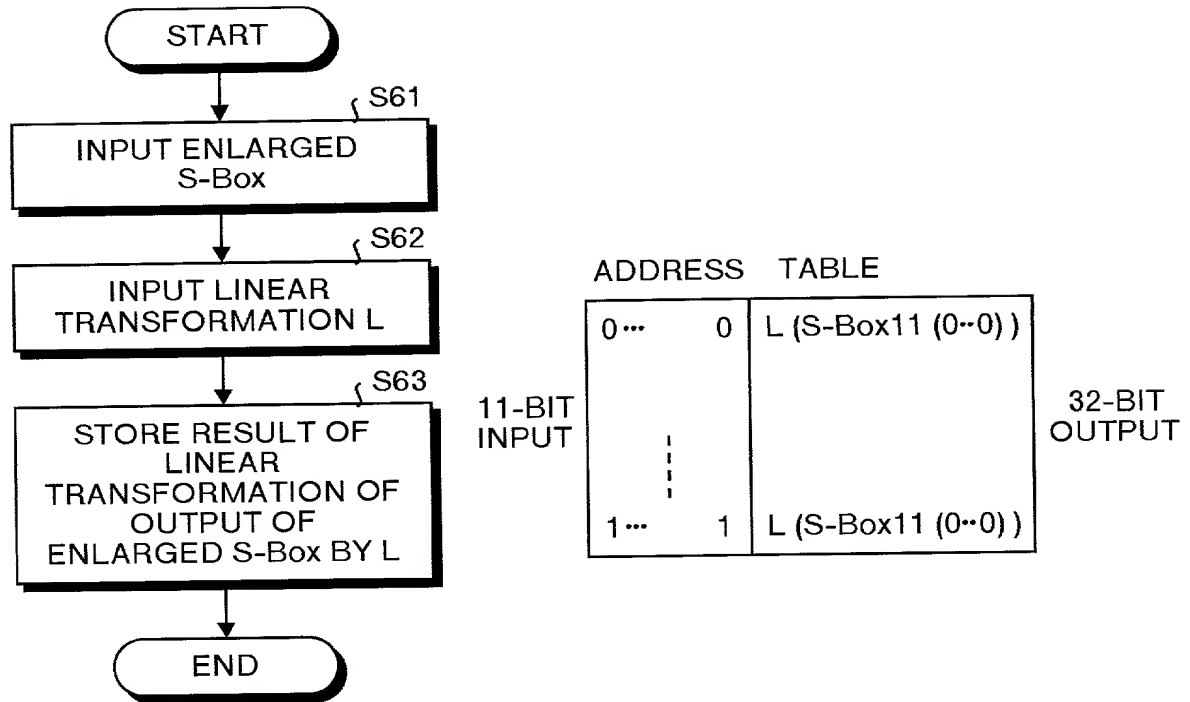 START
S61
INPUT ENLARGED
S-Box
S62
INPUT LINEAR
TRANSFORMATION L
S63
STORE RESULT OF
LINEAR
TRANSFORMATION OF
OUTPUT OF
ENLARGED S-Box BY L
END
ADDRESS TABLE
0··· 0 L (S-Box11 (0··0) )
11-BIT
INPUT
32-BIT
OUTPUT
1··· 1 L (S-Box11 (0··0) )